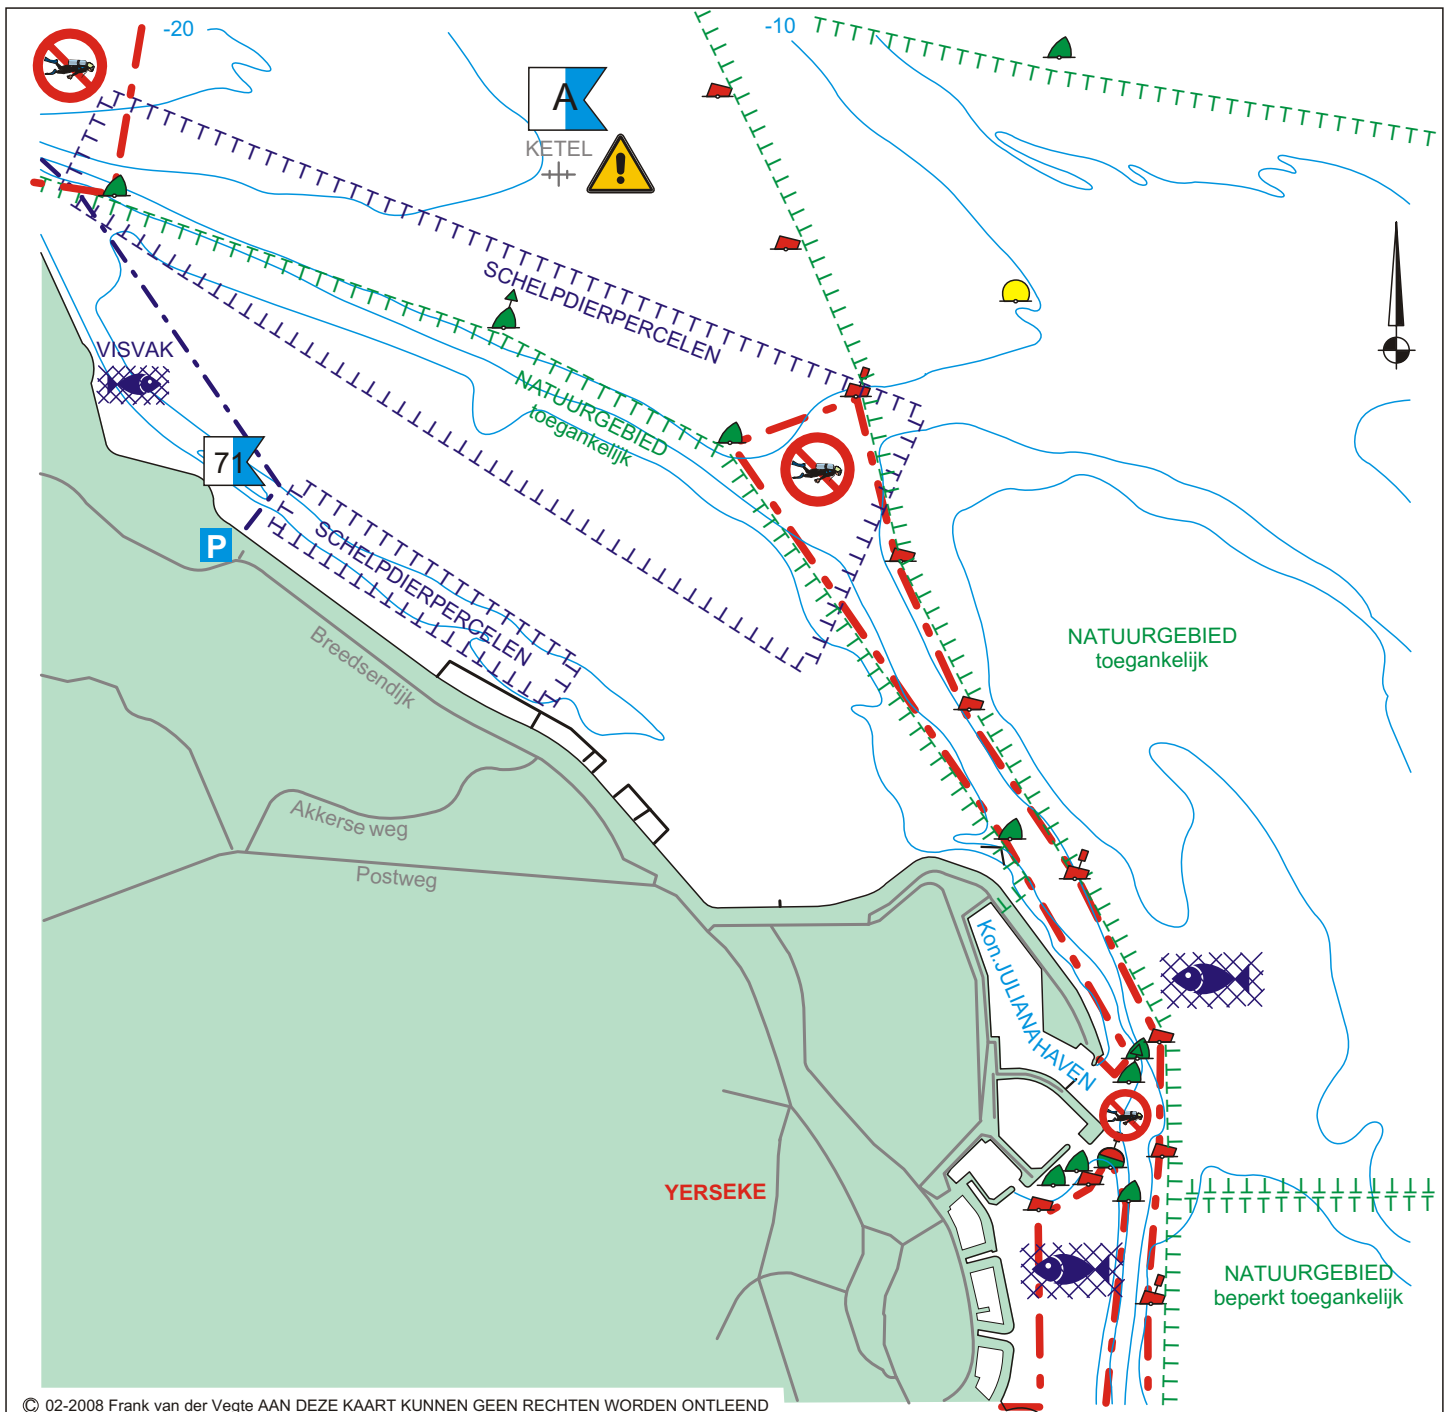 -20
-10
A
KETEL
!
SCHELPDIERPERCELEN
VISVAK
NATUURGEBIED
toegankelijk
71
P
SCHELPDIERPERCELEN
Breedsendijk
NATUURGEBIED
toegankelijk
Akkerse weg
Postweg
Kon.JULIANAHAVEN
YERSEKE
NATUURGEBIED
beperkt toegankelijk
© 02-2008 Frank van der Vegte AAN DEZE KAART KUNNEN GEEN RECHTEN WORDEN ONTLEEND